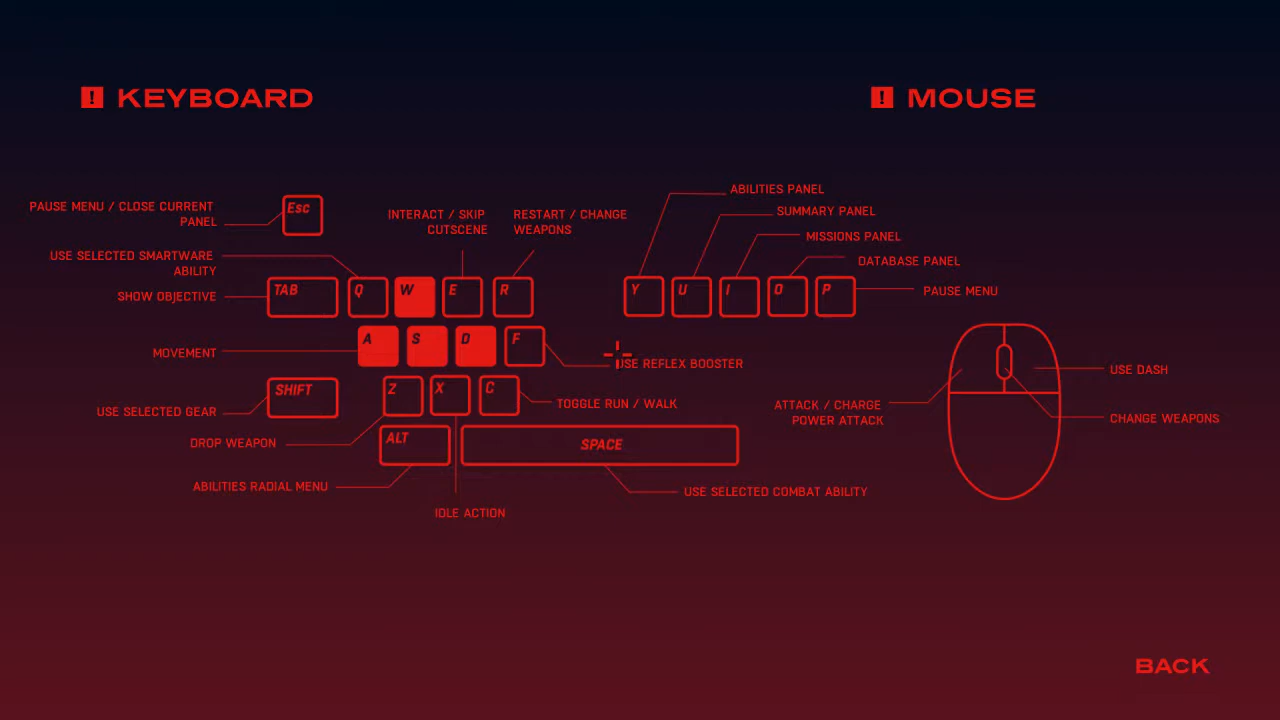 ! KEYBOARD
! MOUSE
ABILITIES PANEL
PAUSE MENU / CLOSE CURRENT
PANEL
Esc
INTERACT / SKIP
CUTSCENE
RESTART / CHANGE
WEAPONS
SUMMARY PANEL
MISSIONS PANEL
USE SELECTED SMARTWARE
ABILITY
DATABASE PANEL
SHOW OBJECTIVE
TAB
Q
W
E
R
Y
U
I
O
P
PAUSE MENU
MOVEMENT
A
S
D
F
USE REFLEX BOOSTER
USE DASH
USE SELECTED GEAR
SHIFT
Z
X
C
TOGGLE RUN / WALK
ATTACK / CHARGE
POWER ATTACK
CHANGE WEAPONS
DROP WEAPON
ALT
SPACE
ABILITIES RADIAL MENU
USE SELECTED COMBAT ABILITY
IDLE ACTION
BACK